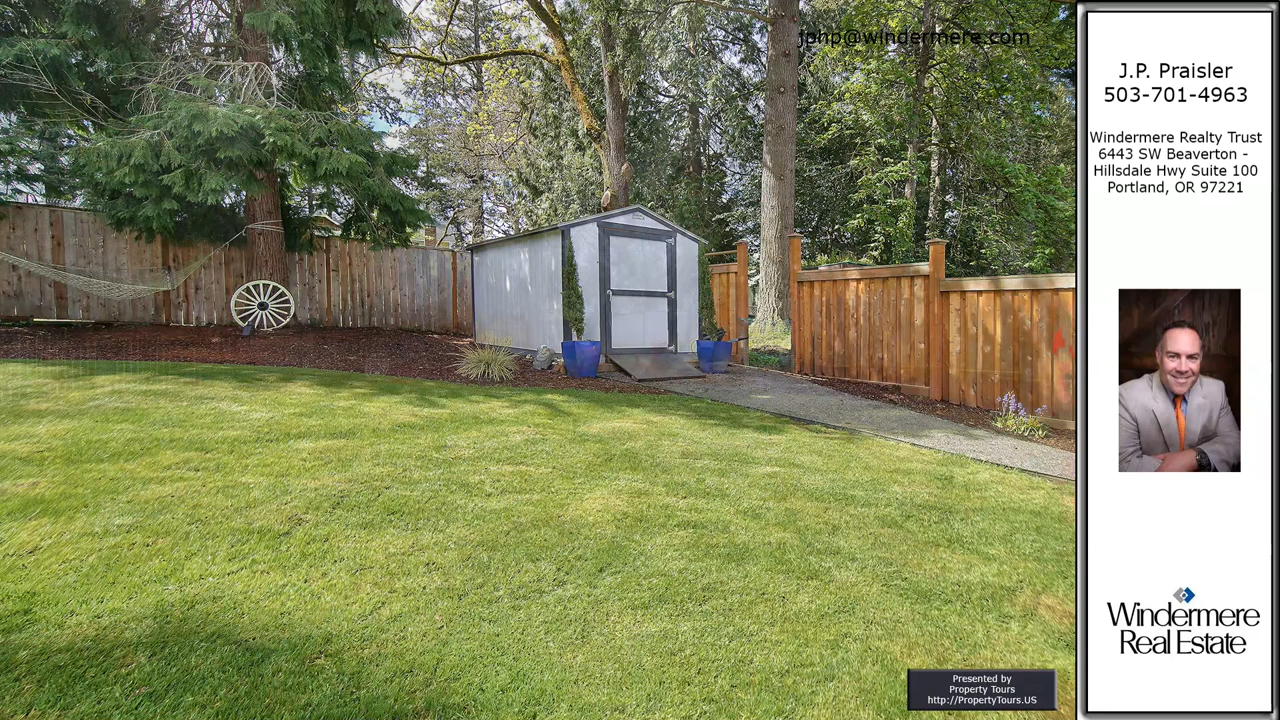 jphp@windermere.com
J.P. Praisler
503-701-4963
Windermere Realty Trust
6443 SW Beaverton -
Hillsdale Hwy Suite 100
Portland, OR 97221
Windermere
Real Estate
Presented by
Property Tours
http://PropertyTours.US